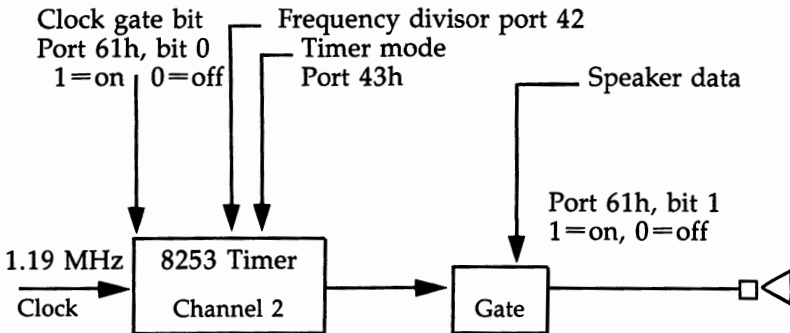 Clock gate bit
Port 61h, bit 0
1=on 0=off
Frequency divisor port 42
Timer mode
Port 43h
Speaker data
Port 61h, bit 1
1=on, 0=off
1.19 MHz
Clock
8253 Timer
Channel 2
Gate